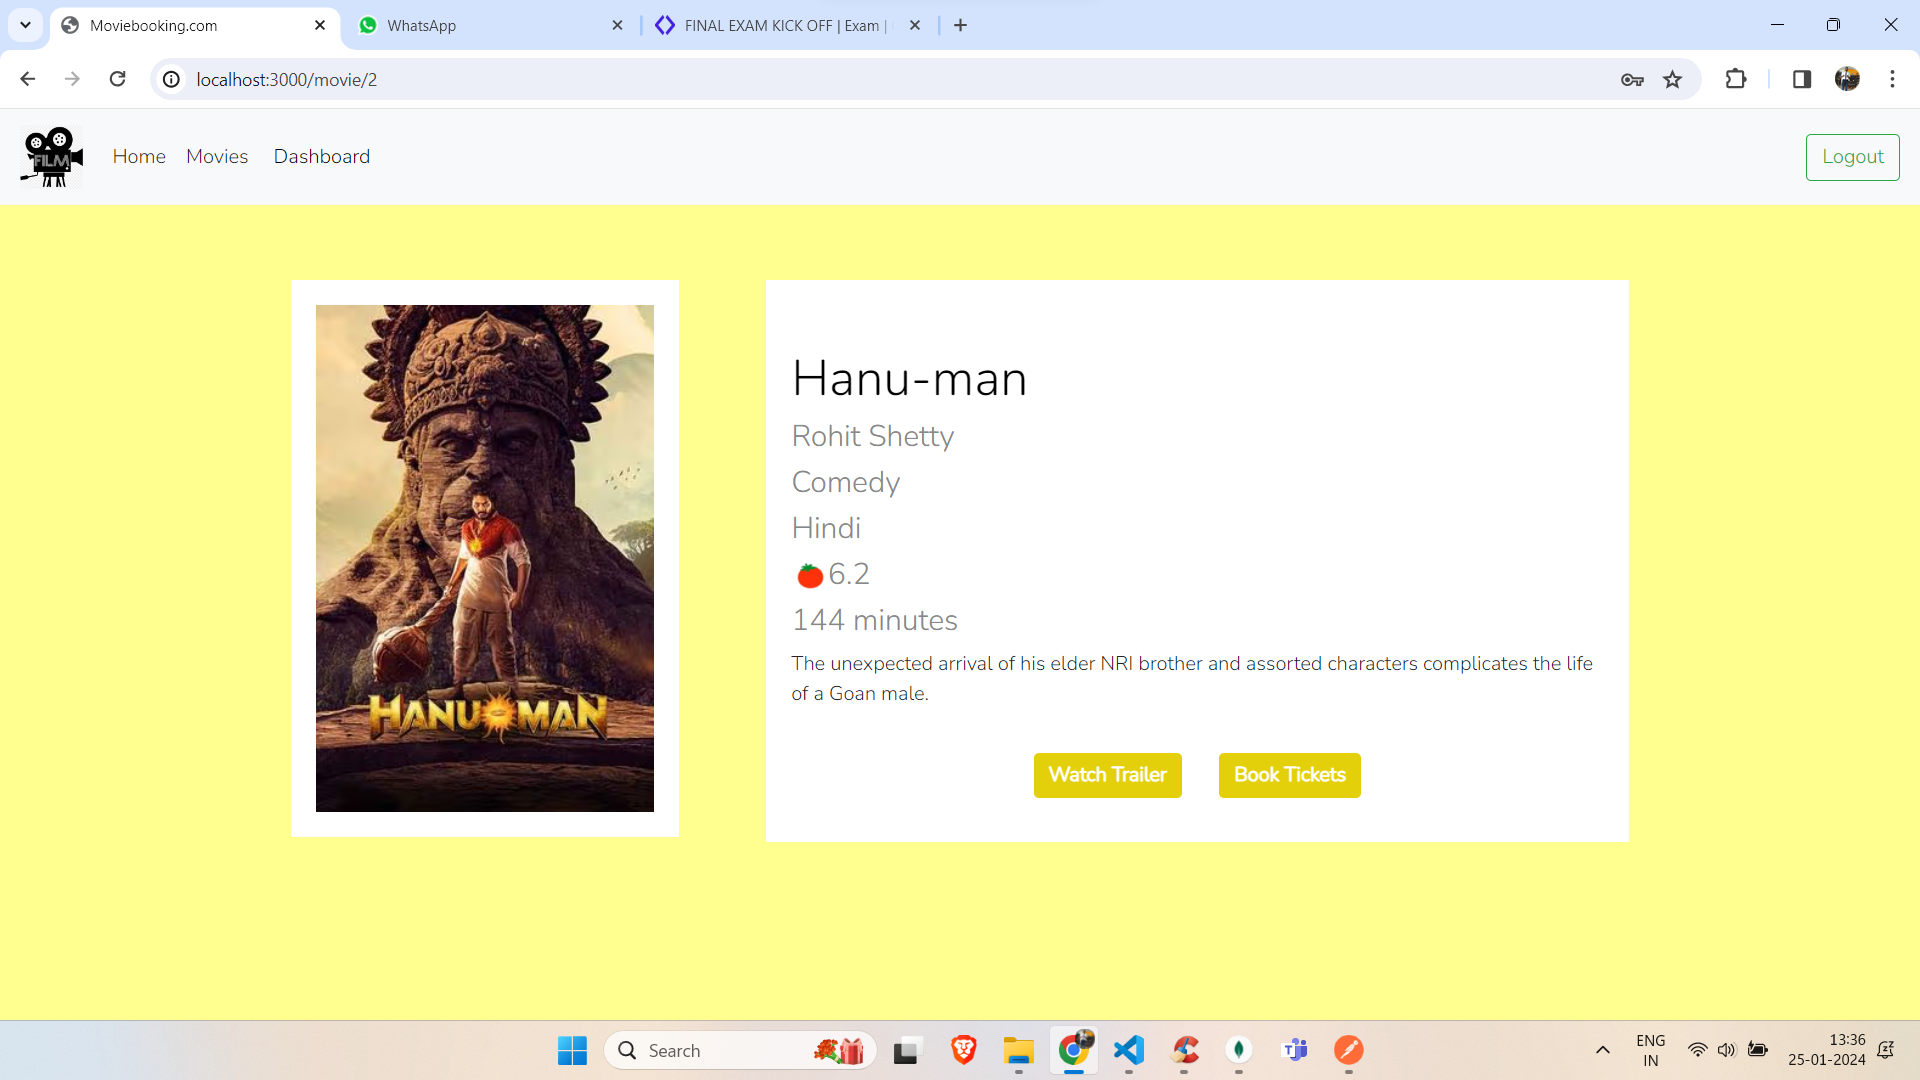 Moviebooking.com
WhatsApp
FINAL EXAM KICK OFF | Exam |
localhost:3000/movie/2
FILM
Home
Movies
Dashboard
Logout
HANU-MAN
Hanu-man
Rohit Shetty
Comedy
Hindi
6.2
144 minutes
The unexpected arrival of his elder NRI brother and assorted characters complicates the life
of a Goan male.
Watch Trailer
Book Tickets
Search
ENG
IN
13:36
25-01-2024